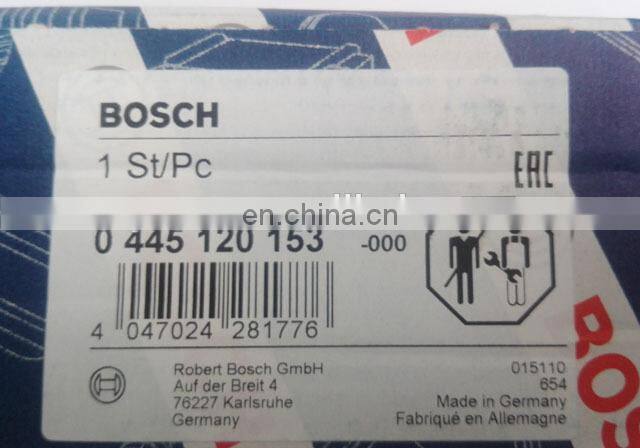 BOSCH
1 St/Pc
EAC
en.china.cn
0 445 120 153 -000
4 047024 281776
Robert Bosch GmbH 015110
Auf der Breit 4 654
76227 Karlsruhe Made in Germany
Germany Fabriqué en Allemagne